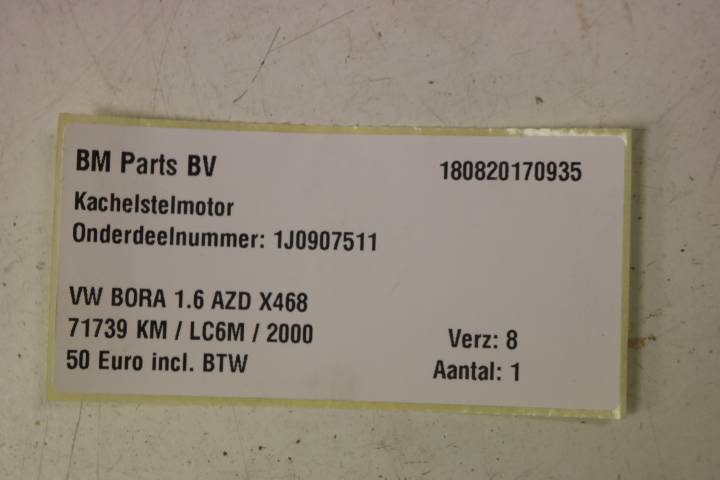 BM Parts BV 180820170935
Kachelstelmotor
Onderdeelnummer: 1J0907511
VW BORA 1.6 AZD X468
71739 KM / LC6M / 2000 Verz: 8
50 Euro incl. BTW Aantal: 1